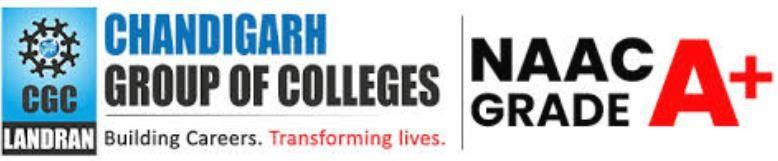 CGC
LANDRAN
CHANDIGARH
GROUP OF COLLEGES
Building Careers. Transforming lives.
NAAC
GRADE
A+